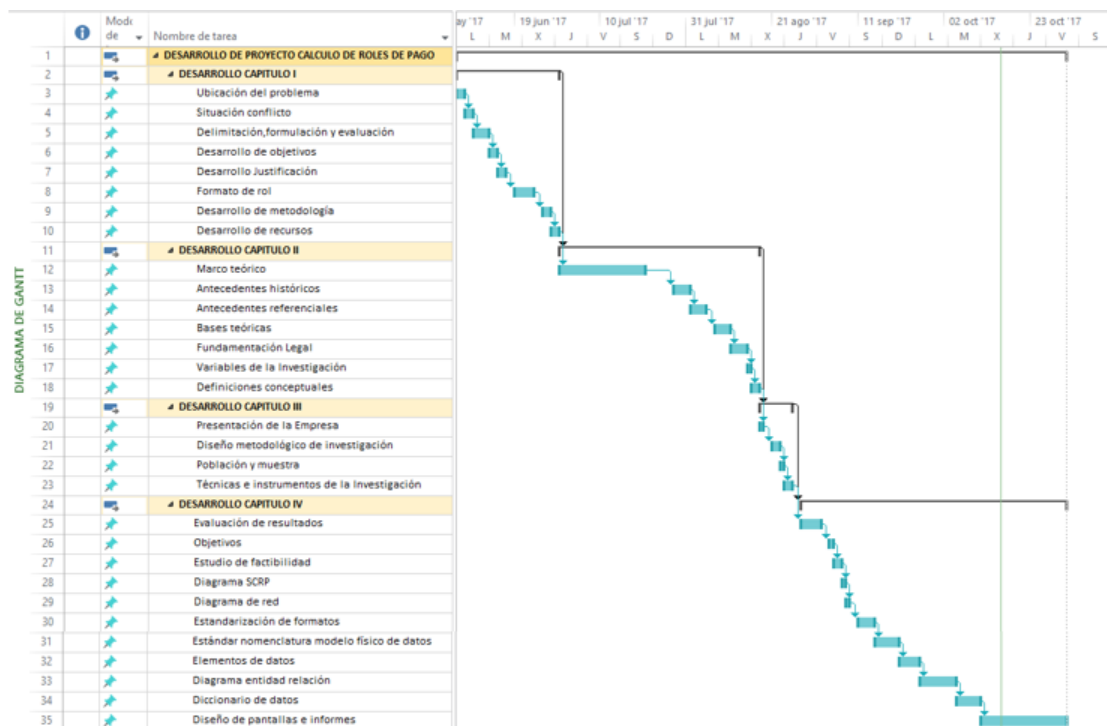 DIAGRAMA DE GANTT
Modo de Nombre de tarea
ay '17 19 jun '17 10 jul '17 31 jul '17 21 ago '17 11 sep '17 02 oct '17 23 oct '17
L M X J V S D L M X J V S D L M X J V S
1 DESARROLLO DE PROYECTO CALCULO DE ROLES DE PAGO
2 DESARROLLO CAPITULO I
3 Ubicación del problema
4 Situación conflicto
5 Delimitación,formulación y evaluación
6 Desarrollo de objetivos
7 Desarrollo Justificación
8 Formato de rol
9 Desarrollo de metodología
10 Desarrollo de recursos
11 DESARROLLO CAPITULO II
12 Marco teórico
13 Antecedentes históricos
14 Antecedentes referenciales
15 Bases teóricas
16 Fundamentación Legal
17 Variables de la Investigación
18 Definiciones conceptuales
19 DESARROLLO CAPITULO III
20 Presentación de la Empresa
21 Diseño metodológico de investigación
22 Población y muestra
23 Técnicas e instrumentos de la Investigación
24 DESARROLLO CAPITULO IV
25 Evaluación de resultados
26 Objetivos
27 Estudio de factibilidad
28 Diagrama SCRP
29 Diagrama de red
30 Estandarización de formatos
31 Estándar nomenclatura modelo físico de datos
32 Elementos de datos
33 Diagrama entidad relación
34 Diccionario de datos
35 Diseño de pantallas e informes